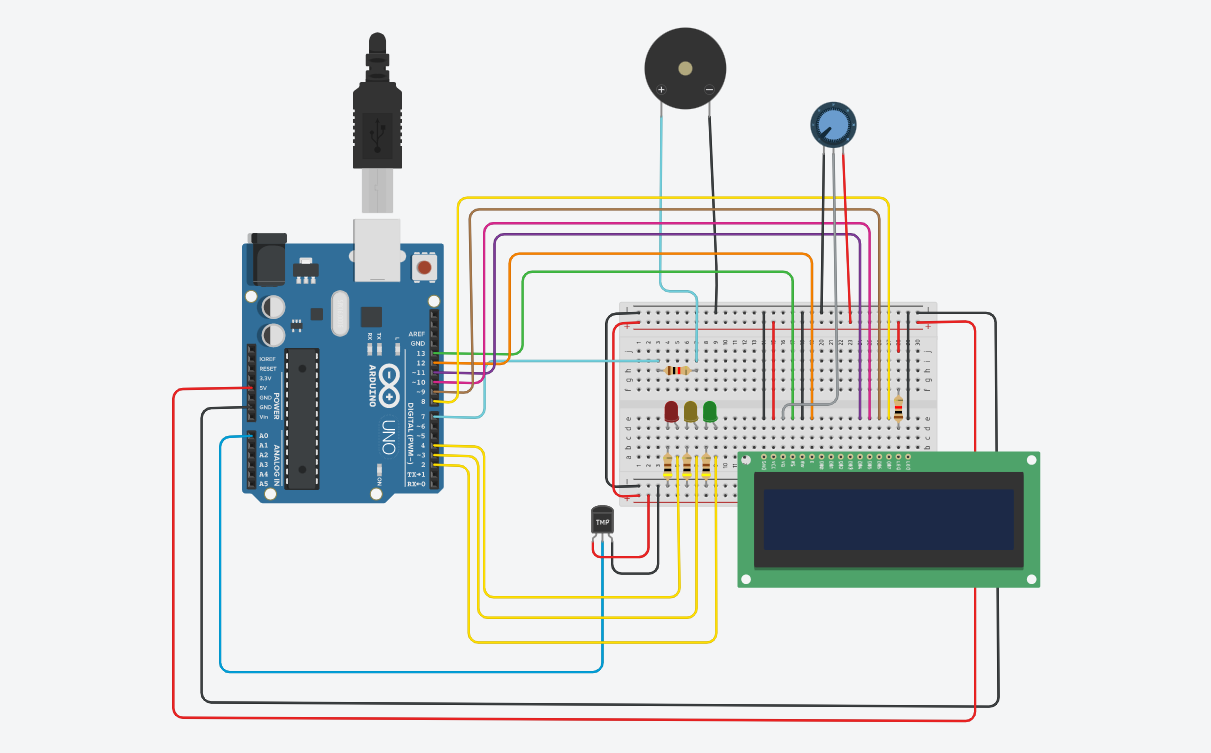 +
−
AREF
GND
13
12
~11
~10
~9
8
7
~6
~5
4
~3
2
TX→1
RX←0
DIGITAL (PWM~)
L
TX
RX
ON
ARDUINO
UNO
IOREF
RESET
3.3V
5V
GND
GND
Vin
POWER
A0
A1
A2
A3
A4
A5
ANALOG IN
TMP
j
i
h
g
f
e
d
c
b
a
GND
VCC